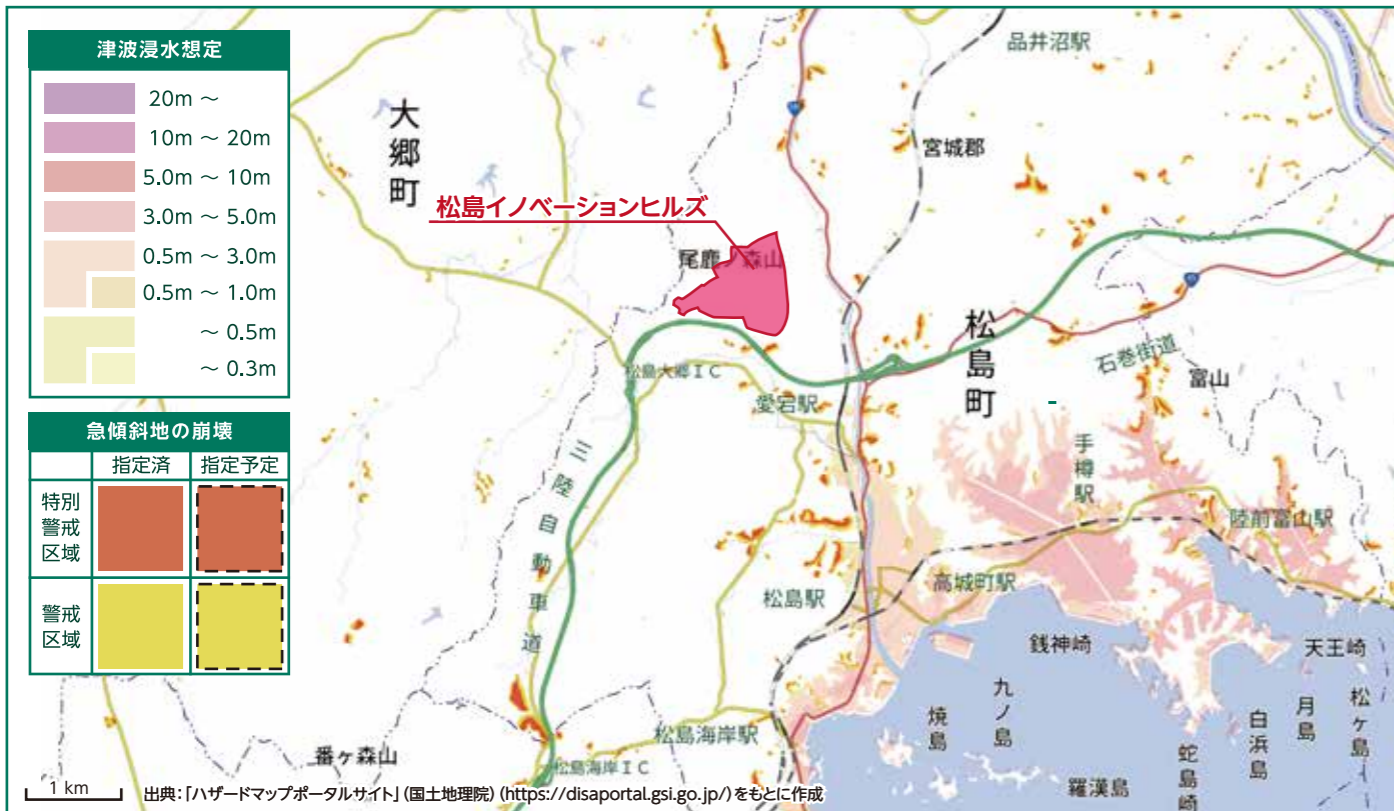 津波浸水想定
20m ～
10m ～ 20m
5.0m ～ 10m
3.0m ～ 5.0m
0.5m ～ 3.0m
0.5m ～ 1.0m
～ 0.5m
～ 0.3m
急傾斜地の崩壊
指定済
指定予定
特別
警戒
区域
警戒
区域
品井沼駅
大郷町
宮城郡
松島イノベーションヒルズ
尾鹿ノ森山
松島町
石巻街道
富山
松島大郷ＩＣ
愛宕駅
手樽駅
三陸自動車道
陸前富山駅
松島駅
高城町駅
銭神崎
天王崎
九ノ島
焼島
月島
松ヶ島
白浜島
蛇島崎
松島海岸駅
番ヶ森山
松島海岸ＩＣ
羅漢島
1 km
出典：「ハザードマップポータルサイト」（国土地理院）（https://disaportal.gsi.go.jp/）をもとに作成